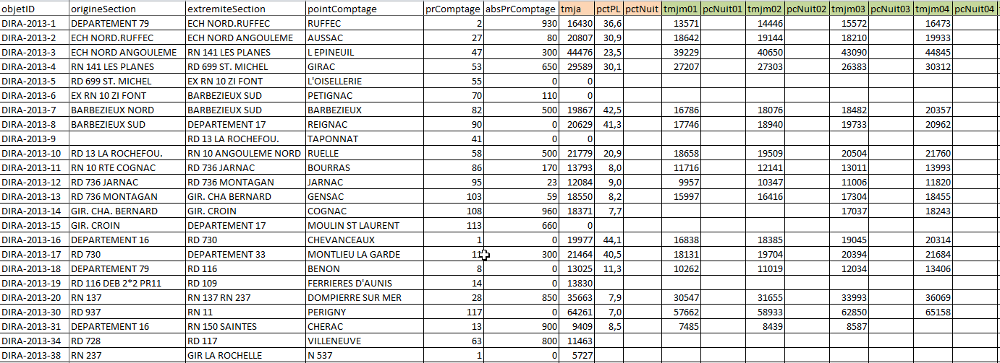 objetID origineSection extremiteSection pointComptage prComptage absPrComptage tmja pctPL pctNuit tmjm01 pcNuit01 tmjm02 pcNuit02 tmjm03 pcNuit03 tmjm04 pcNuit04
DIRA-2013-1 DEPARTEMENT 79 ECH NORD.RUFFEC RUFFEC 2 930 16430 36,6 13571 14446 15572 16473
DIRA-2013-2 ECH NORD.RUFFEC ECH NORD ANGOULEME AUSSAC 27 80 20807 30,9 18642 19144 18210 19933
DIRA-2013-3 ECH NORD ANGOULEME RN 141 LES PLANES L EPINEUIL 47 300 44476 23,5 39229 40650 43090 44845
DIRA-2013-4 RN 141 LES PLANES RD 699 ST. MICHEL GIRAC 53 650 29589 30,1 27207 27303 26383 30312
DIRA-2013-5 RD 699 ST. MICHEL EX RN 10 ZI FONT L'OISELLERIE 55 0 0
DIRA-2013-6 EX RN 10 ZI FONT BARBEZIEUX SUD PETIGNAC 70 110 0
DIRA-2013-7 BARBEZIEUX NORD BARBEZIEUX SUD BARBEZIEUX 82 500 19867 42,5 16786 18076 18482 20357
DIRA-2013-8 BARBEZIEUX SUD DEPARTEMENT 17 REIGNAC 90 0 20629 41,3 17746 18940 19733 20962
DIRA-2013-9 RD 13 LA ROCHEFOU. TAPONNAT 41 0 0
DIRA-2013-10 RD 13 LA ROCHEFOU. RN 10 ANGOULEME NORD RUELLE 58 500 21779 20,9 18658 19509 20504 21760
DIRA-2013-11 RN 10 RTE COGNAC RD 736 JARNAC BOURRAS 86 170 13793 8,0 11716 12141 13011 13993
DIRA-2013-12 RD 736 JARNAC RD 736 MONTAGAN JARNAC 95 23 12084 9,0 9957 10347 11006 11820
DIRA-2013-13 RD 736 MONTAGAN GIR. CHA BERNARD GENSAC 103 59 18550 8,2 15997 16416 17304 18455
DIRA-2013-14 GIR. CHA. BERNARD GIR. CROIN COGNAC 108 960 18371 7,7 17037 18243
DIRA-2013-15 GIR. CROIN DEPARTEMENT 17 MOULIN ST LAURENT 113 660 0
DIRA-2013-16 DEPARTEMENT 16 RD 730 CHEVANCEAUX 1 0 19977 44,1 16838 18385 19045 20314
DIRA-2013-17 RD 730 DEPARTEMENT 33 MONTLIEU LA GARDE 300 21464 40,5 18131 19704 20394 21684
DIRA-2013-18 DEPARTEMENT 79 RD 116 BENON 8 0 13025 11,3 10262 11019 12034 13406
DIRA-2013-19 RD 116 DEB 2*2 PR11 RD 109 FERRIERES D'AUNIS 14 0 13830
DIRA-2013-20 RN 137 RN 137 RN 237 DOMPIERRE SUR MER 28 850 35663 7,9 30547 31655 33993 36069
DIRA-2013-30 RD 937 RN 11 PERIGNY 117 0 64261 7,0 57662 58933 62850 65158
DIRA-2013-31 DEPARTEMENT 16 RN 150 SAINTES CHERAC 13 900 9409 8,5 7485 8439 8587
DIRA-2013-34 RD 728 RD 117 VILLENEUVE 63 800 11463
DIRA-2013-38 RN 237 GIR LA ROCHELLE N 537 1 0 5727